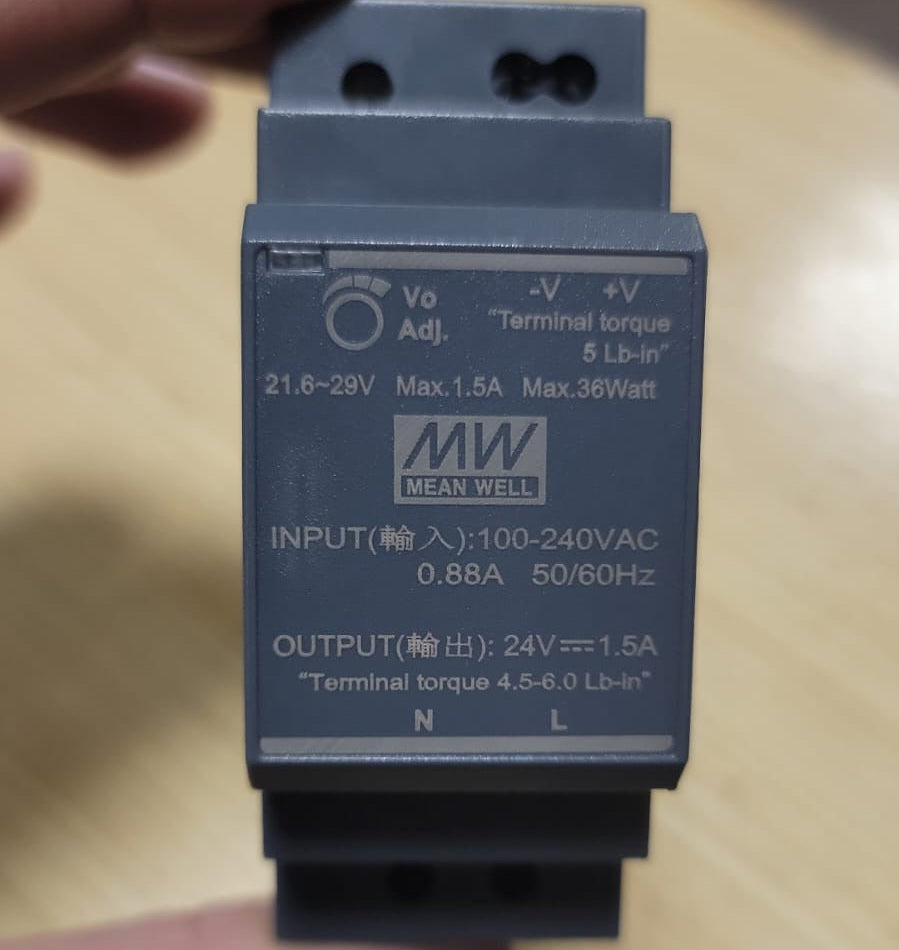 Vo -V +V
Adj. "Terminal torque
5 Lb-in"
21.6~29V Max.1.5A Max.36Watt
MW
MEAN WELL
INPUT(輸入):100-240VAC
0.88A 50/60Hz
OUTPUT(輸出): 24V⎓1.5A
"Terminal torque 4.5-6.0 Lb-in"
N L